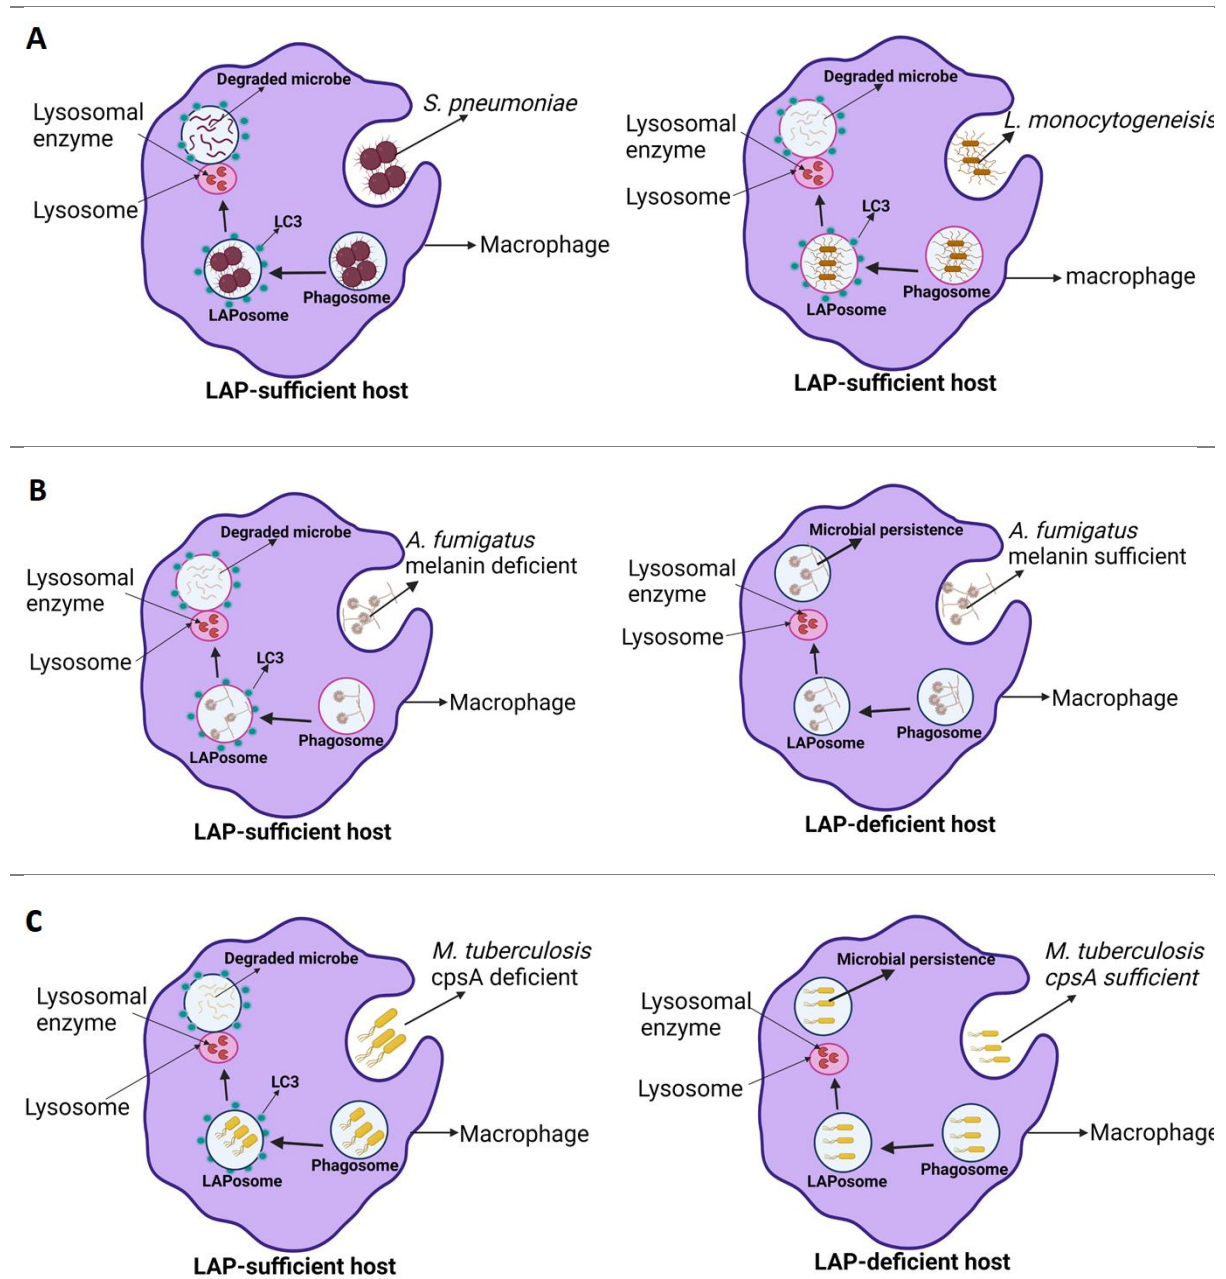 A
Degraded microbe
Lysosomal
enzyme
S. pneumoniae
Lysosome
LC3
Macrophage
Phagosome
LAPosome
LAP-sufficient host
Degraded microbe
Lysosomal
enzyme
L. monocytogeneisis
Lysosome
LC3
macrophage
Phagosome
LAPosome
LAP-sufficient host
B
Degraded microbe
A. fumigatus
melanin deficient
Lysosomal
enzyme
Lysosome
LC3
Macrophage
Phagosome
LAPosome
LAP-sufficient host
Microbial persistence
A. fumigatus
melanin sufficient
Lysosomal
enzyme
Lysosome
Macrophage
Phagosome
LAPosome
LAP-deficient host
C
Degraded microbe
M. tuberculosis
cpsA deficient
Lysosomal
enzyme
Lysosome
LC3
Macrophage
Phagosome
LAPosome
LAP-sufficient host
Microbial persistence
M. tuberculosis
cpsA sufficient
Lysosomal
enzyme
Lysosome
Macrophage
Phagosome
LAPosome
LAP-deficient host